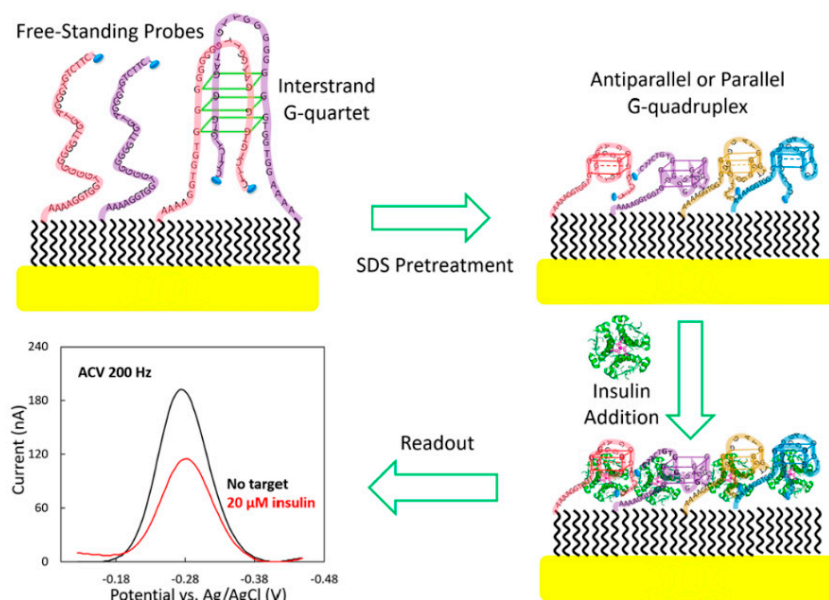 Free-Standing Probes
Interstrand
G-quartet
Antiparallel or Parallel
G-quadruplex
SDS Pretreatment
Insulin
Addition
Readout
240
180
120
60
0
Current (nA)
ACV 200 Hz
No target
20 µM insulin
-0.18
-0.28
-0.38
-0.48
Potential vs. Ag/AgCl (V)